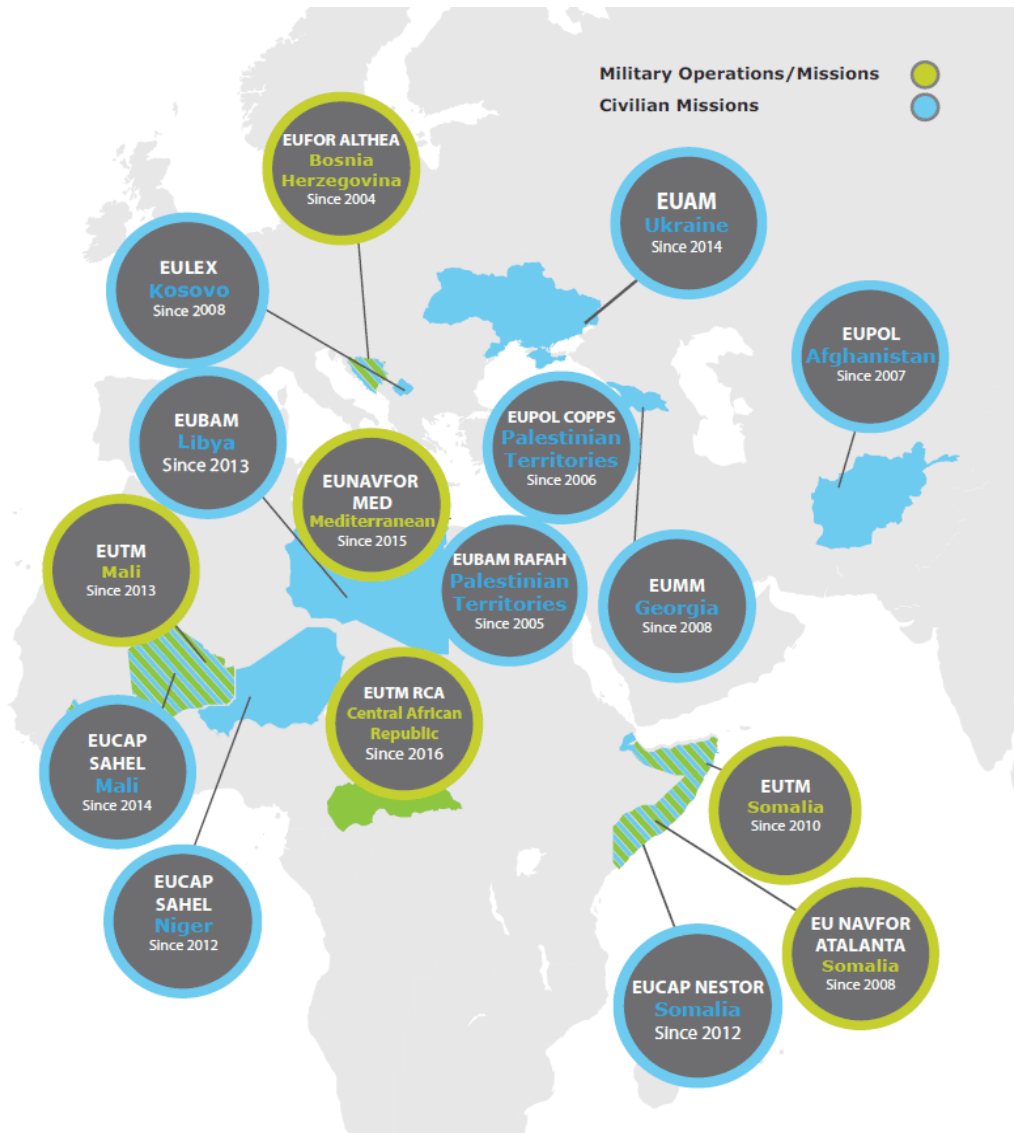 Military Operations/Missions
Civilian Missions
EUFOR ALTHEA
Bosnia
Herzegovina
Since 2004
EUAM
Ukraine
Since 2014
EULEX
Kosovo
Since 2008
EUPOL
Afghanistan
Since 2007
EUBAM
Libya
Since 2013
EUPOL COPPS
Palestinian
Territories
Since 2006
EUNAVFOR
MED
Mediterranean
Since 2015
EUTM
Mali
Since 2013
EUBAM RAFAH
Palestinian
Territories
Since 2005
EUMM
Georgia
Since 2008
EUTM RCA
Central African
Republic
Since 2016
EUCAP
SAHEL
Mali
Since 2014
EUTM
Somalia
Since 2010
EUCAP
SAHEL
Niger
Since 2012
EU NAVFOR
ATALANTA
Somalia
Since 2008
EUCAP NESTOR
Somalia
Since 2012